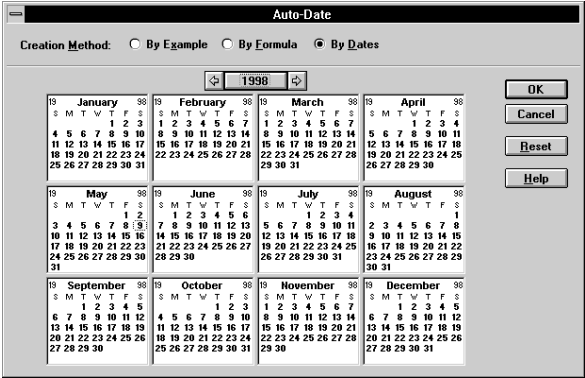 Auto-Date
Creation Method: By Example By Formula By Dates
1998
OK
Cancel
Reset
Help
19 January 98
S M T W T F S
1 2 3
4 5 6 7 8 9 10
11 12 13 14 15 16 17
18 19 20 21 22 23 24
25 26 27 28 29 30 31
19 February 98
S M T W T F S
1 2 3 4 5 6 7
8 9 10 11 12 13 14
15 16 17 18 19 20 21
22 23 24 25 26 27 28
19 March 98
S M T W T F S
1 2 3 4 5 6 7
8 9 10 11 12 13 14
15 16 17 18 19 20 21
22 23 24 25 26 27 28
29 30 31
19 April 98
S M T W T F S
1 2 3 4
5 6 7 8 9 10 11
12 13 14 15 16 17 18
19 20 21 22 23 24 25
26 27 28 29 30
19 May 98
S M T W T F S
1 2
3 4 5 6 7 8 9
10 11 12 13 14 15 16
17 18 19 20 21 22 23
24 25 26 27 28 29 30
31
19 June 98
S M T W T F S
1 2 3 4 5 6
7 8 9 10 11 12 13
14 15 16 17 18 19 20
21 22 23 24 25 26 27
28 29 30
19 July 98
S M T W T F S
1 2 3 4
5 6 7 8 9 10 11
12 13 14 15 16 17 18
19 20 21 22 23 24 25
26 27 28 29 30 31
19 August 98
S M T W T F S
1
2 3 4 5 6 7 8
9 10 11 12 13 14 15
16 17 18 19 20 21 22
23 24 25 26 27 28 29
30 31
19 September 98
S M T W T F S
1 2 3 4 5
6 7 8 9 10 11 12
13 14 15 16 17 18 19
20 21 22 23 24 25 26
27 28 29 30
19 October 98
S M T W T F S
1 2 3
4 5 6 7 8 9 10
11 12 13 14 15 16 17
18 19 20 21 22 23 24
25 26 27 28 29 30 31
19 November 98
S M T W T F S
1 2 3 4 5 6 7
8 9 10 11 12 13 14
15 16 17 18 19 20 21
22 23 24 25 26 27 28
29 30
19 December 98
S M T W T F S
1 2 3 4 5
6 7 8 9 10 11 12
13 14 15 16 17 18 19
20 21 22 23 24 25 26
27 28 29 30 31